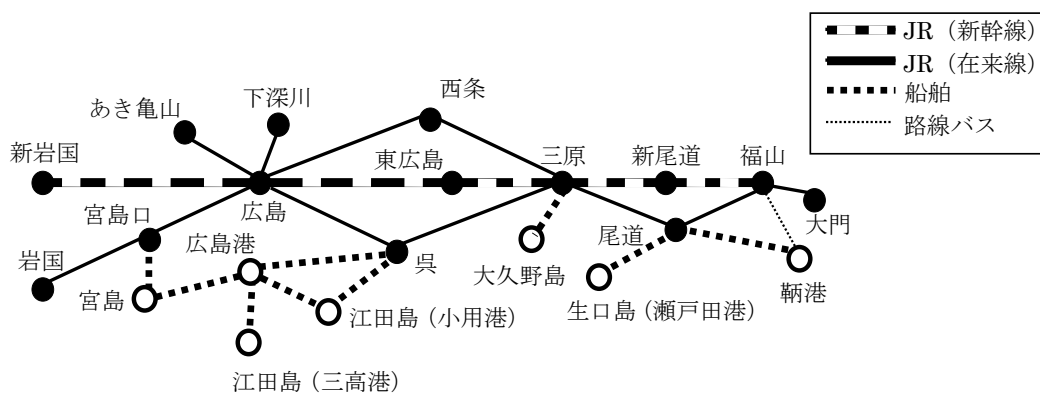 JR（新幹線）
JR（在来線）
船舶
路線バス
西条
下深川
あき亀山
新岩国
東広島
三原
新尾道
福山
宮島口
広島
大門
広島港
尾道
岩国
呉
大久野島
鞆港
宮島
江田島（小用港）
生口島（瀬戸田港）
江田島（三高港）